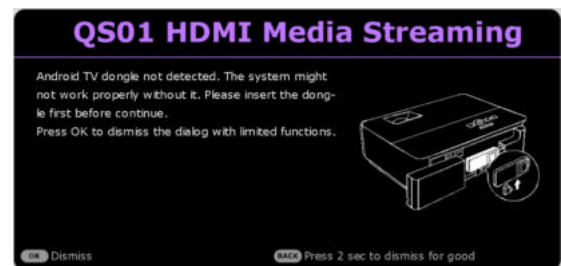 QS01 HDMI Media Streaming
Android TV dongle not detected. The system might
not work properly without it. Please insert the dong-
le first before continue.
Press OK to dismiss the dialog with limited functions.
OK Dismiss
BACK Press 2 sec to dismiss for good